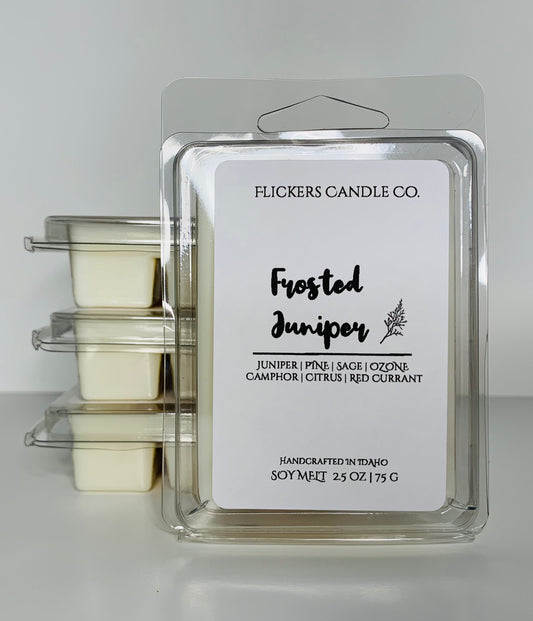 FLICKERS CANDLE CO.
Frosted
Juniper
JUNIPER | PINE | SAGE | OZONE
CAMPHOR | CITRUS | RED CURRANT
HANDCRAFTED IN IDAHO
SOY MELT 2.5 OZ | 75 G